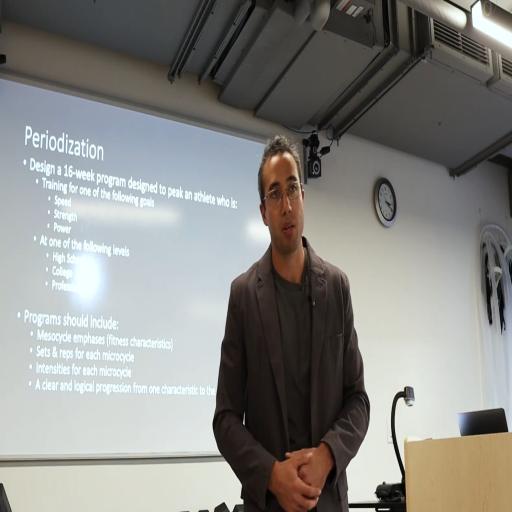 Periodization
• Design a 16-week program designed to peak an athlete who is:
• Training for one of the following goals
• Speed
• Strength
• Power
• At one of the following levels
• High
• College
•
• Programs should include:
• Mesocycle emphases (fitness characteristics)
• Sets & reps for each microcycle
• Intensities for each microcycle
• A clear and logical progression from one characteristic to the